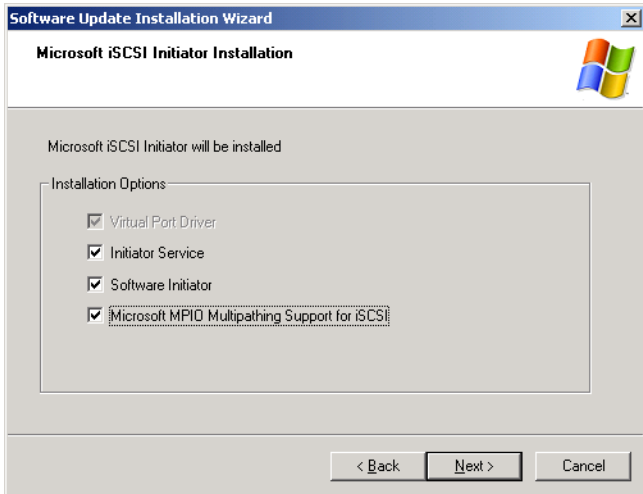 Software Update Installation Wizard
Microsoft iSCSI Initiator Installation
Microsoft iSCSI Initiator will be installed
Installation Options
Virtual Port Driver
Initiator Service
Software Initiator
Microsoft MPIO Multipathing Support for iSCSI
< Back Next > Cancel